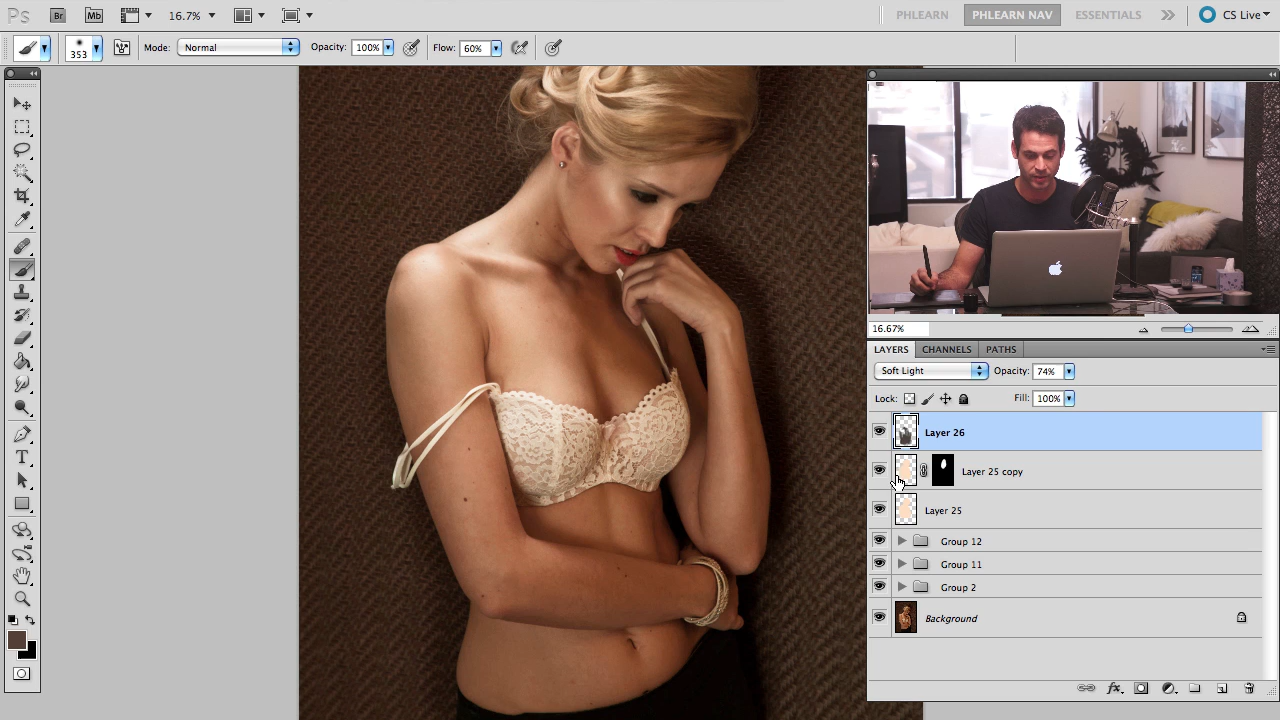 Ps Br Mb 16.7% PHLEARN PHLEARN NAV ESSENTIALS CS Live
353 Mode: Normal Opacity: 100% Flow: 60%
16.67%
LAYERS CHANNELS PATHS
Soft Light Opacity: 74%
Lock: Fill: 100%
Layer 26
Layer 25 copy
Layer 25
Group 12
Group 11
Group 2
Background
fx